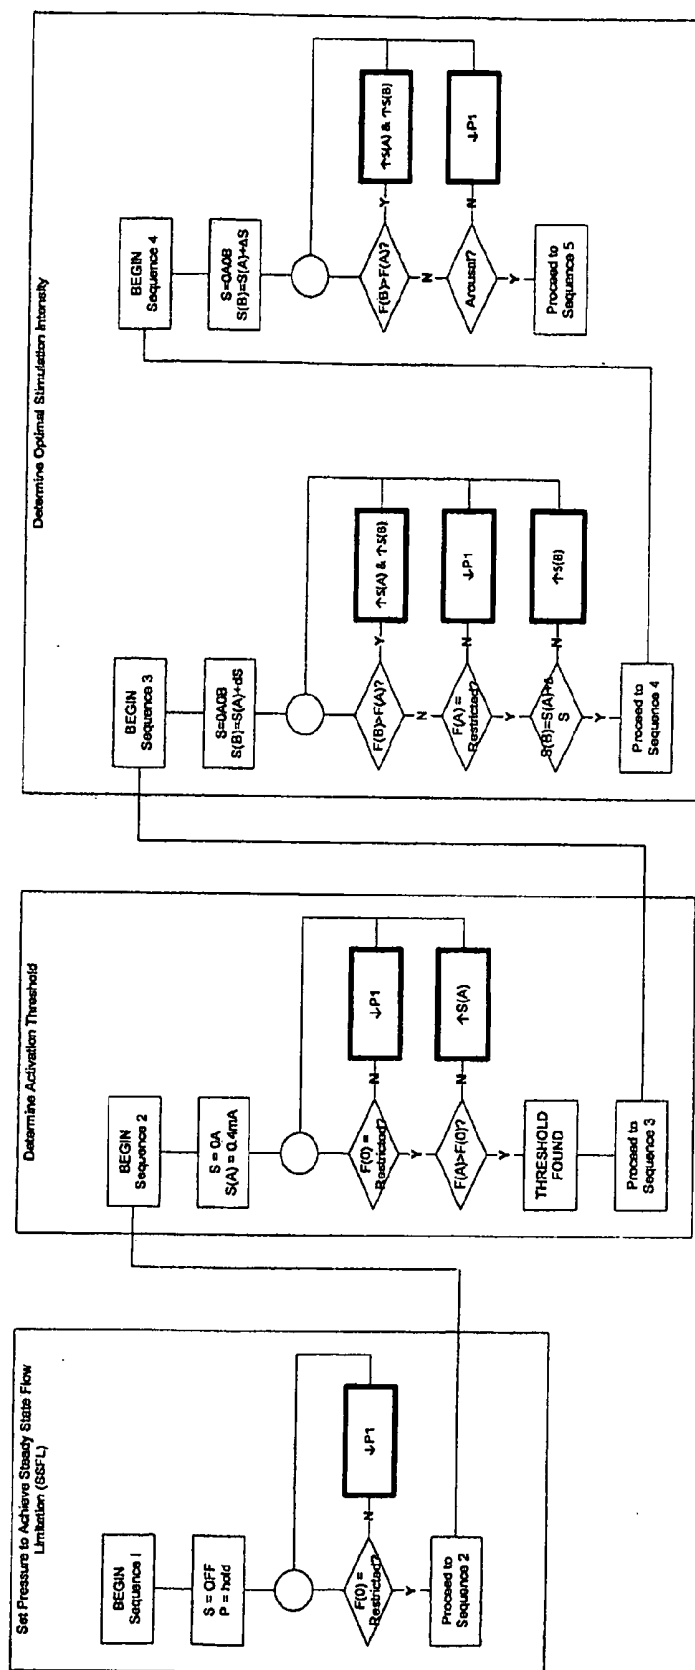 Set Pressure to Achieve Steady State Flow
Limitation (SSFL)
BEGIN
Sequence 1
S = OFF
P = hold
F(0) =
Restricted?
N
↓P1
Y
Proceed to
Sequence 2
Determine Activation Threshold
BEGIN
Sequence 2
S = 0A
S(A) = 0.4mA
F(0) =
Restricted?
N
↓P1
Y
F(A)>F(0)?
N
↑S(A)
Y
THRESHOLD
FOUND
Proceed to
Sequence 3
Determine Optimal Stimulation Intensity
BEGIN
Sequence 3
S=0A0B
S(B)=S(A)+dS
F(B)>F(A)?
Y
↑S(A) & ↑S(B)
N
F(A) =
Restricted?
N
↓P1
Y
S(B)=S(A)+Δ
S
N
↑S(B)
Y
Proceed to
Sequence 4
BEGIN
Sequence 4
S=0A0B
S(B)=S(A)+ΔS
F(B)>F(A)?
Y
↑S(A) & ↑S(B)
N
Arousal?
N
↓P1
Y
Proceed to
Sequence 5